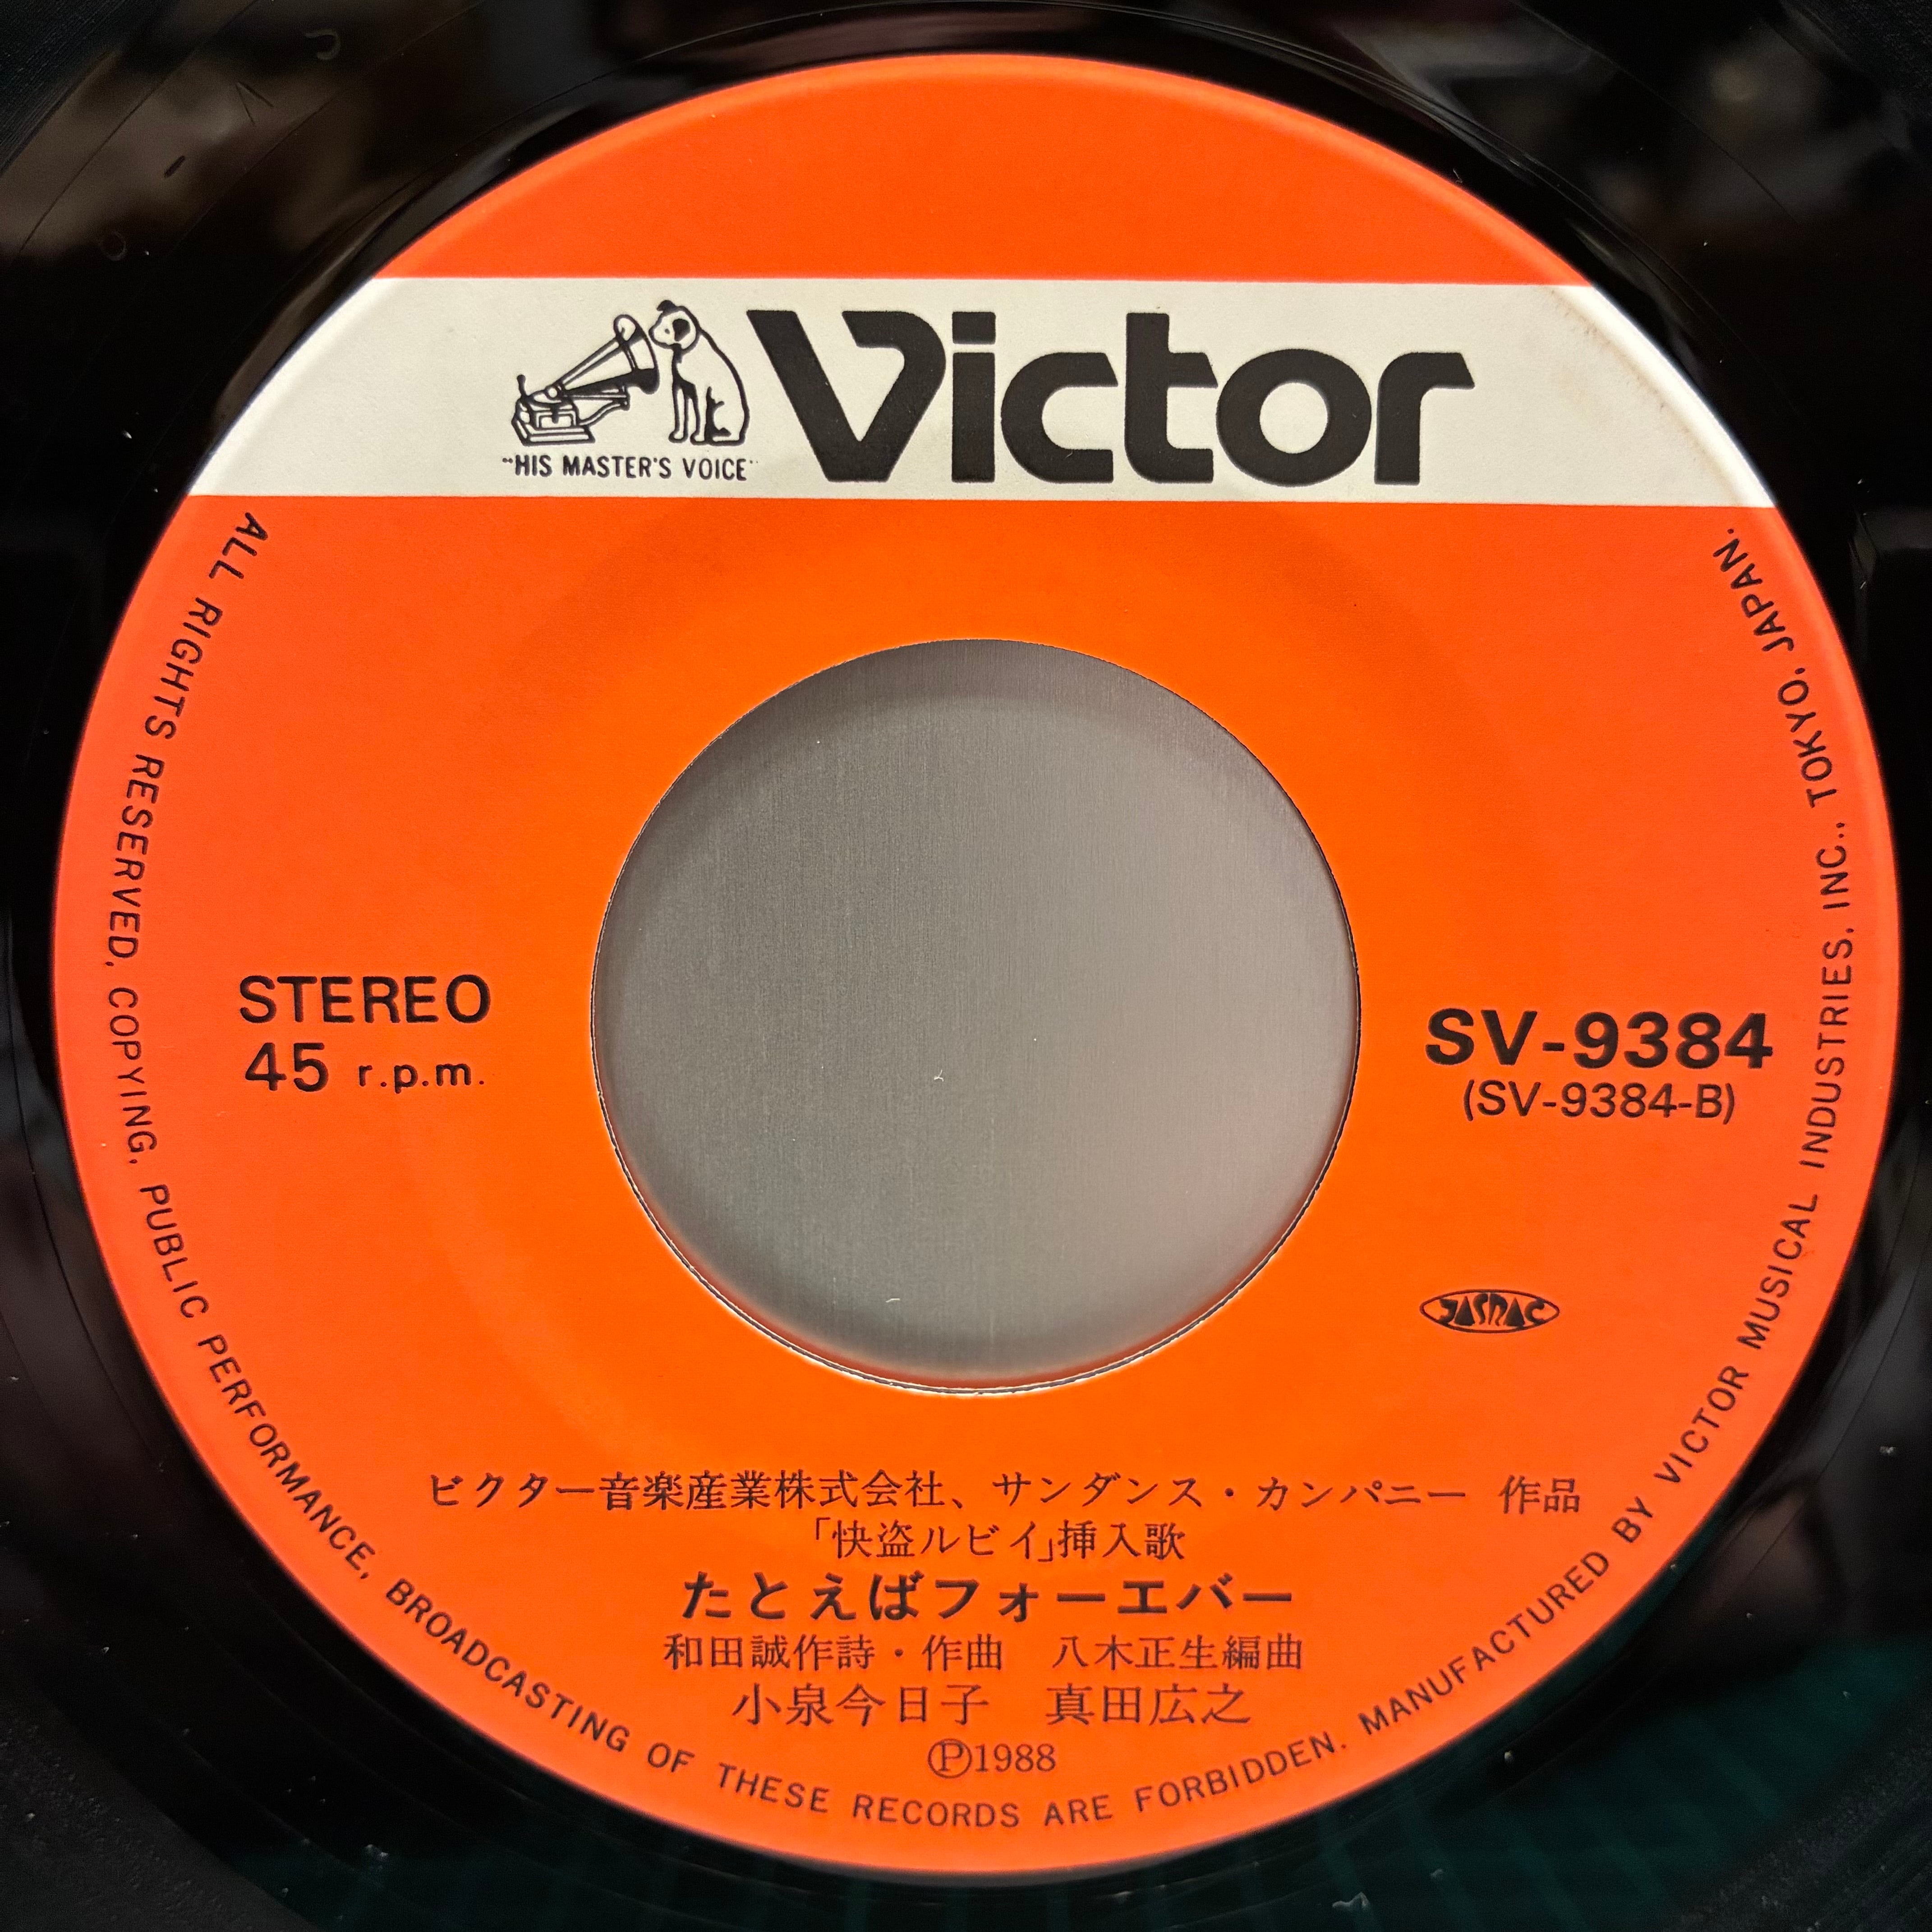 Victor
"HIS MASTER'S VOICE"
STEREO
45 r.p.m.
SV-9384
(SV-9384-B)
JASRAC
ビクター音楽産業株式会社、サンダンス・カンパニー 作品
「快盗ルビイ」挿入歌
たとえばフォーエバー
和田誠作詩・作曲 八木正生編曲
小泉今日子 真田広之
Ⓟ1988
ALL RIGHTS RESERVED, COPYING, PUBLIC PERFORMANCE, BROADCASTING OF THESE RECORDS ARE FORBIDDEN. MANUFACTURED BY VICTOR MUSICAL INDUSTRIES, INC., TOKYO, JAPAN.